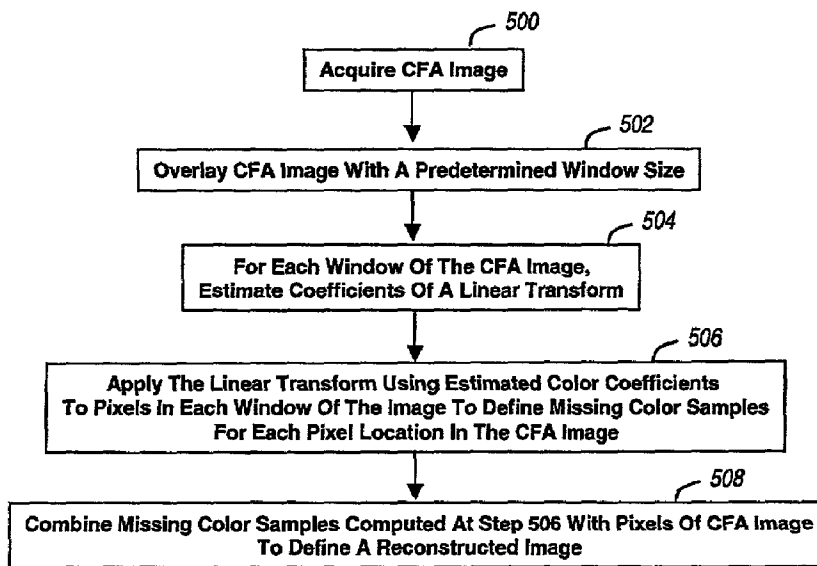 500
Acquire CFA Image
502
Overlay CFA Image With A Predetermined Window Size
504
For Each Window Of The CFA Image,
Estimate Coefficients Of A Linear Transform
506
Apply The Linear Transform Using Estimated Color Coefficients
To Pixels In Each Window Of The Image To Define Missing Color Samples
For Each Pixel Location In The CFA Image
508
Combine Missing Color Samples Computed At Step 506 With Pixels Of CFA Image
To Define A Reconstructed Image